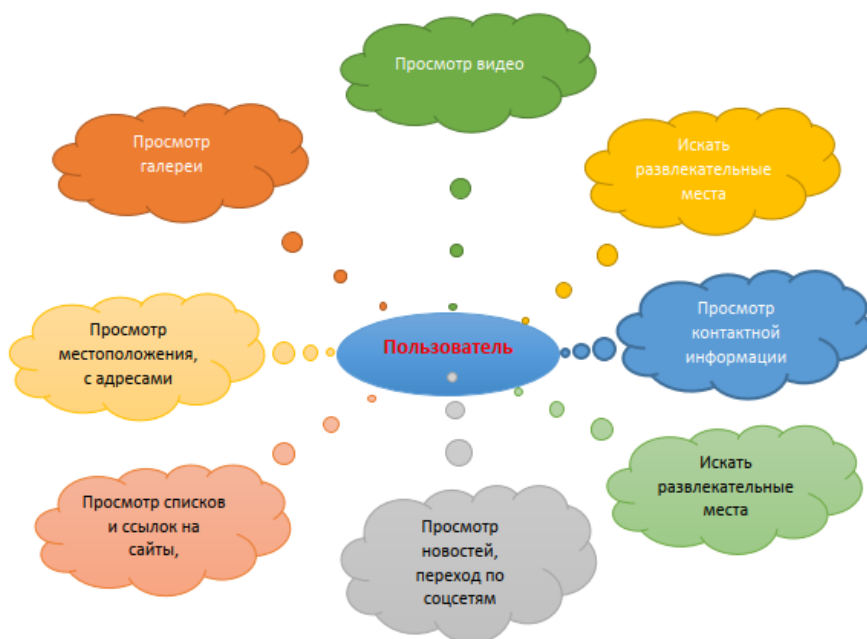 Просмотр видео
Просмотр
галереи
Искать
развлекательные
места
Просмотр
местоположения,
с адресами
Пользователь
Просмотр
контактной
информации
Просмотр списков
и ссылок на
сайты,
Просмотр
новостей,
переход по
соцсетям
Искать
развлекательные
места